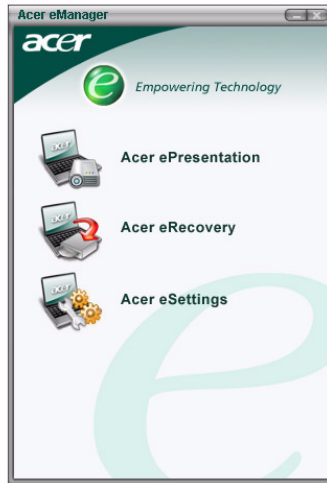 Acer eManager
acer
e Empowering Technology
Acer ePresentation
Acer eRecovery
Acer eSettings
e